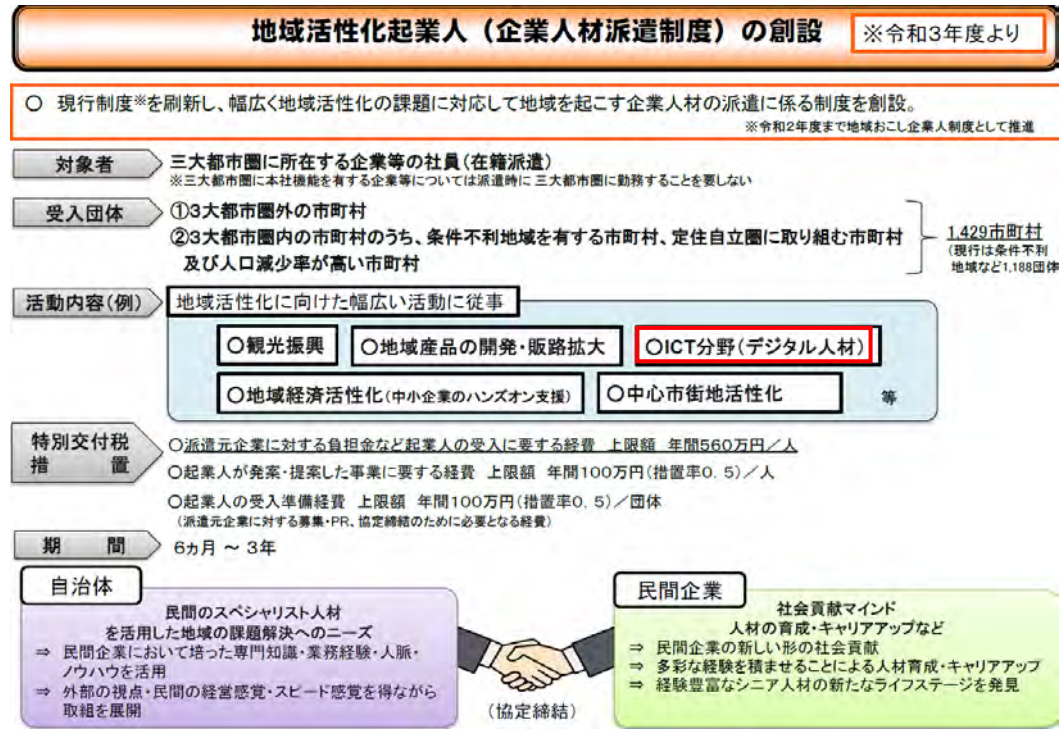 地域活性化起業人（企業人材派遣制度）の創設
※令和３年度より
○　現行制度※を刷新し、幅広く地域活性化の課題に対応して地域を起こす企業人材の派遣に係る制度を創設。
※令和２年度まで地域おこし企業人制度として推進
対象者
三大都市圏に所在する企業等の社員（在籍派遣）
※三大都市圏に本社機能を有する企業等については派遣時に 三大都市圏に勤務することを要しない
受入団体
①３大都市圏外の市町村
②３大都市圏内の市町村のうち、条件不利地域を有する市町村、定住自立圏に取り組む市町村
及び人口減少率が高い市町村
1,429市町村
（現行は条件不利
地域など1,188団体
活動内容（例）
地域活性化に向けた幅広い活動に従事
○観光振興
○地域産品の開発・販路拡大
○ICT分野（デジタル人材）
○地域経済活性化（中小企業のハンズオン支援）
○中心市街地活性化
等
特別交付税
措　置
○派遣元企業に対する負担金など起業人の受入に要する経費　上限額　年間560万円／人
○起業人が発案・提案した事業に要する経費　上限額　年間100万円（措置率０．５）／人
○起業人の受入準備経費　上限額　年間100万円（措置率０．５）／団体
（派遣元企業に対する募集・PR、協定締結のために必要となる経費）
期　間
6ヵ月 ～ 3年
自治体
民間のスペシャリスト人材
を活用した地域の課題解決へのニーズ
⇒　民間企業において培った専門知識・業務経験・人脈・
ノウハウを活用
⇒　外部の視点・民間の経営感覚・スピード感覚を得ながら
取組を展開
（協定締結）
民間企業
社会貢献マインド
人材の育成・キャリアアップなど
⇒　民間企業の新しい形の社会貢献
⇒　多彩な経験を積ませることによる人材育成・キャリアアップ
⇒　経験豊富なシニア人材の新たなライフステージを発見